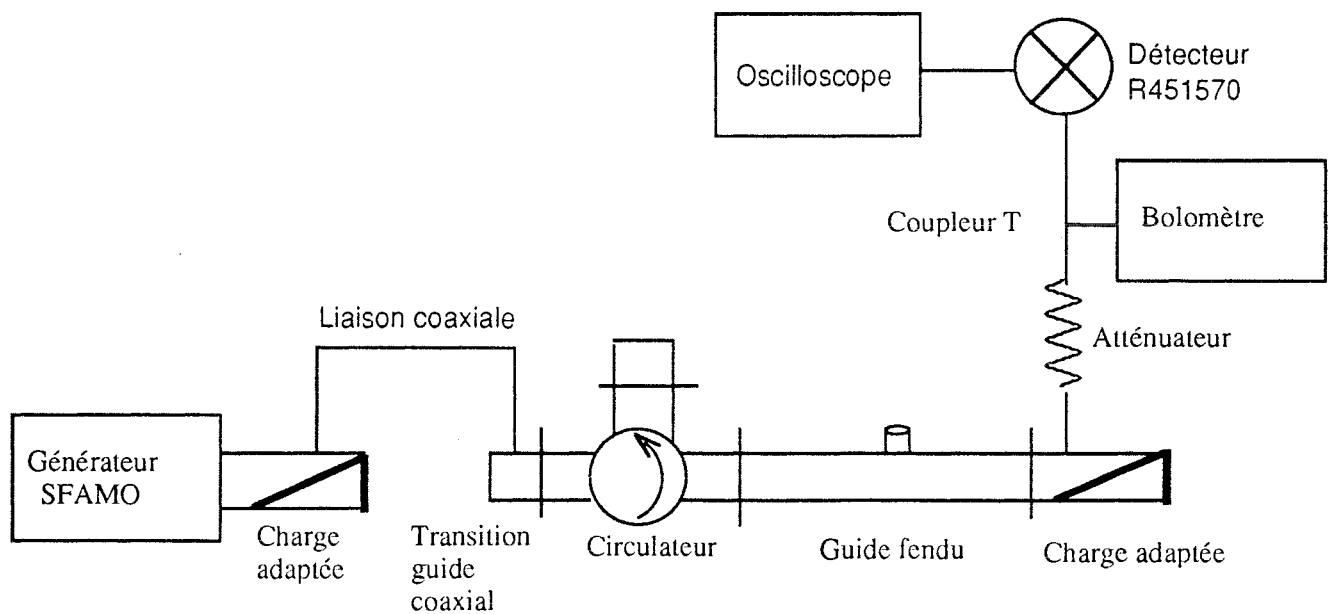 Oscilloscope
Détecteur
R451570
Coupleur T
Bolomètre
Liaison coaxiale
Atténuateur
Générateur
SFAMO
Charge
adaptée
Transition
guide
coaxial
Circulateur
Guide fendu
Charge adaptée